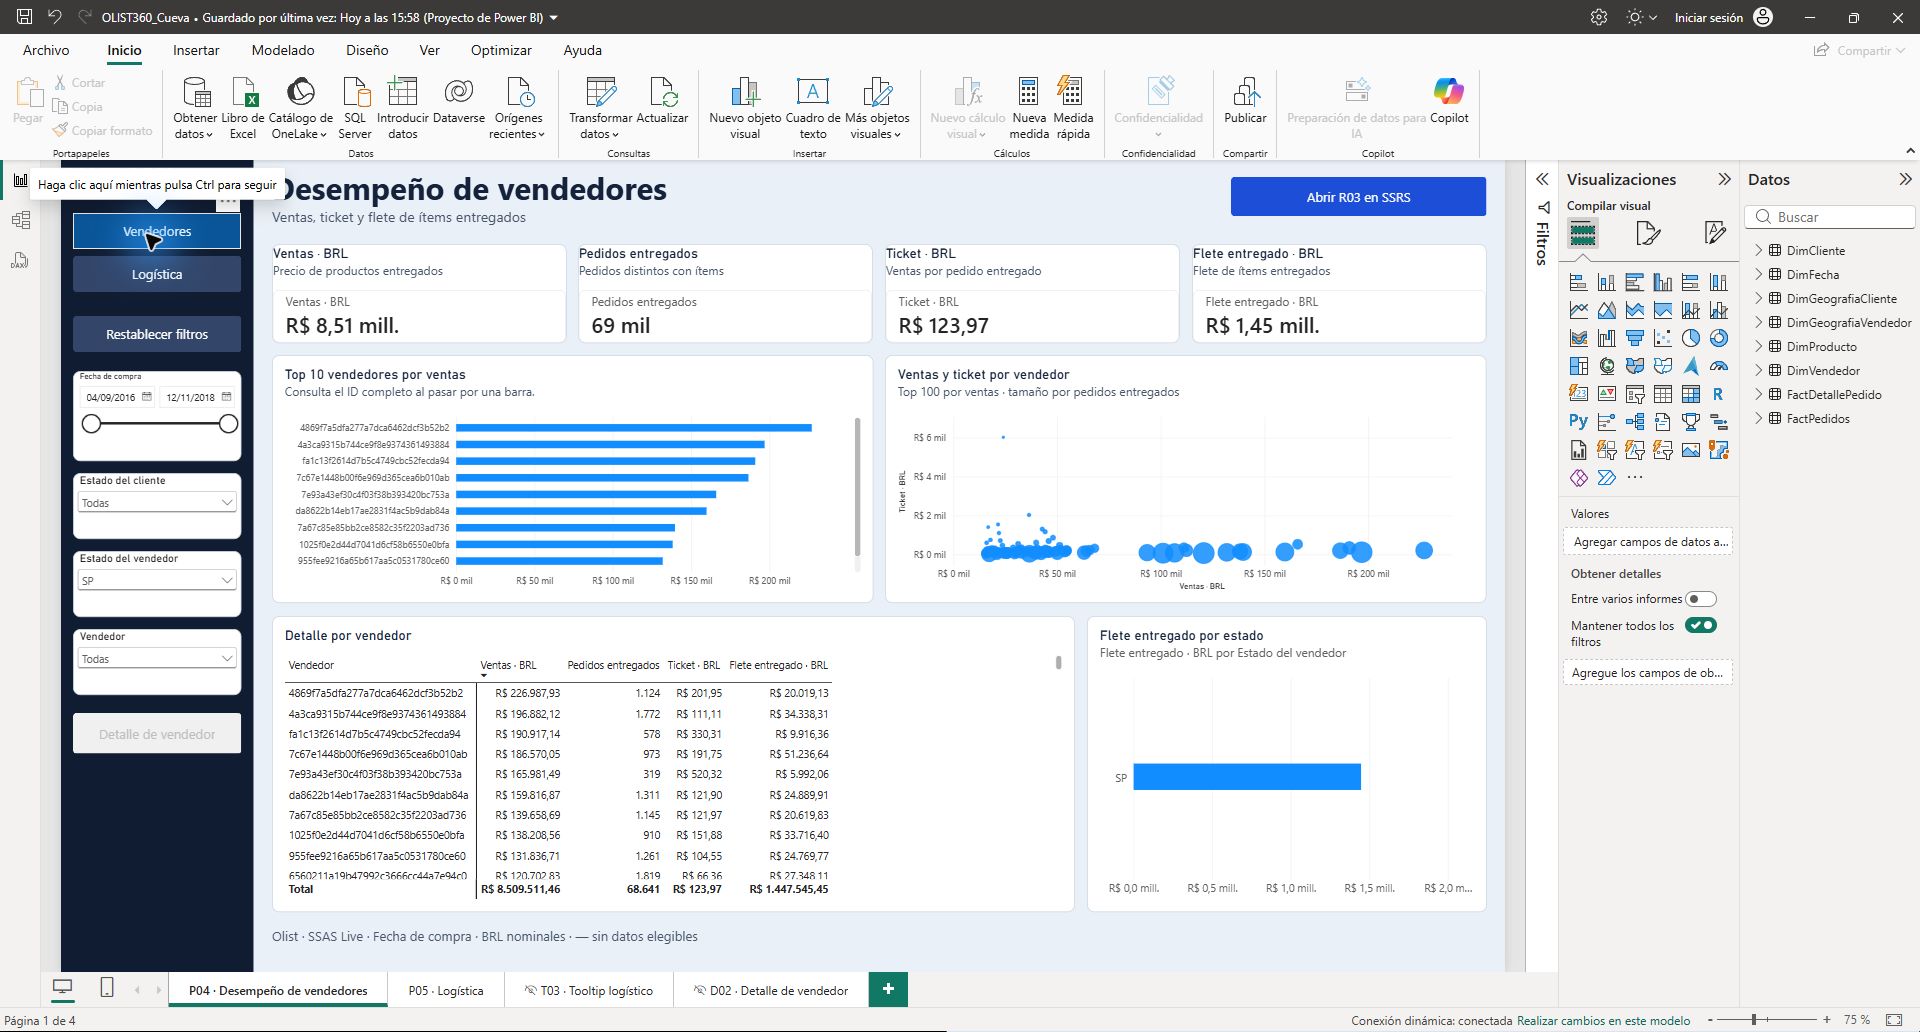 OLIST360_Cueva • Guardado por última vez: Hoy a las 15:58 (Proyecto de Power BI)
Iniciar sesión
Archivo
Inicio
Insertar
Modelado
Diseño
Ver
Optimizar
Ayuda
Compartir
Pegar
Cortar
Copia
Copiar formato
Portapapeles
Obtener datos
Libro de Excel
Catálogo de OneLake
SQL Server
Introducir datos
Dataverse
Orígenes recientes
Datos
Transformar datos
Actualizar
Consultas
Nuevo objeto visual
Cuadro de texto
Más objetos visuales
Insertar
Nuevo cálculo visual
Nueva medida
Medida rápida
Cálculos
Confidencialidad
Confidencialidad
Publicar
Compartir
Preparación de datos para IA
Copilot
Copilot
Haga clic aquí mientras pulsa Ctrl para seguir
Vendedores
Logística
Restablecer filtros
Fecha de compra
04/09/2016
12/11/2018
Estado del cliente
Todas
Estado del vendedor
SP
Vendedor
Todas
Detalle de vendedor
Desempeño de vendedores
Ventas, ticket y flete de ítems entregados
Abrir R03 en SSRS
Ventas · BRL
Precio de productos entregados
Ventas · BRL
R$ 8,51 mill.
Pedidos entregados
Pedidos distintos con ítems
Pedidos entregados
69 mil
Ticket · BRL
Ventas por pedido entregado
Ticket · BRL
R$ 123,97
Flete entregado · BRL
Flete de ítems entregados
Flete entregado · BRL
R$ 1,45 mill.
Top 10 vendedores por ventas
Consulta el ID completo al pasar por una barra.
4869f7a5dfa277a7dca6462dcf3b52b2
4a3ca9315b744ce9f8e9374361493884
fa1c13f2614d7b5c4749cbc52fecda94
7c67e1448b00f6e969d365cea6b010ab
7e93a43ef30c4f03f38b393420bc753a
da8622b14eb17ae2831f4ac5b9dab84a
7a67c85e85bb2ce8582c35f2203ad736
1025f0e2d44d7041d6cf58b6550e0bfa
955fee9216a65b617aa5c0531780ce60
R$ 0 mil
R$ 50 mil
R$ 100 mil
R$ 150 mil
R$ 200 mil
Ventas y ticket por vendedor
Top 100 por ventas · tamaño por pedidos entregados
Ticket · BRL
R$ 6 mil
R$ 4 mil
R$ 2 mil
R$ 0 mil
R$ 0 mil
R$ 50 mil
R$ 100 mil
R$ 150 mil
R$ 200 mil
Ventas · BRL
Detalle por vendedor
Vendedor Ventas · BRL Pedidos entregados Ticket · BRL Flete entregado · BRL
4869f7a5dfa277a7dca6462dcf3b52b2 R$ 226.987,93 1.124 R$ 201,95 R$ 20.019,13
4a3ca9315b744ce9f8e9374361493884 R$ 196.882,12 1.772 R$ 111,11 R$ 34.338,31
fa1c13f2614d7b5c4749cbc52fecda94 R$ 190.917,14 578 R$ 330,31 R$ 9.916,36
7c67e1448b00f6e969d365cea6b010ab R$ 186.570,05 973 R$ 191,75 R$ 51.236,64
7e93a43ef30c4f03f38b393420bc753a R$ 165.981,49 319 R$ 520,32 R$ 5.992,06
da8622b14eb17ae2831f4ac5b9dab84a R$ 159.816,87 1.311 R$ 121,90 R$ 24.889,91
7a67c85e85bb2ce8582c35f2203ad736 R$ 139.658,69 1.145 R$ 121,97 R$ 20.619,83
1025f0e2d44d7041d6cf58b6550e0bfa R$ 138.208,56 910 R$ 151,88 R$ 33.716,40
955fee9216a65b617aa5c0531780ce60 R$ 131.836,71 1.261 R$ 104,55 R$ 24.769,77
6560211a19b47992c3666cc44a7e94c0 R$ 120.702,83 1.819 R$ 66,36 R$ 27.348,11
Total R$ 8.509.511,46 68.641 R$ 123,97 R$ 1.447.545,45
Flete entregado por estado
Flete entregado · BRL por Estado del vendedor
SP
R$ 0,0 mill.
R$ 0,5 mill.
R$ 1,0 mill.
R$ 1,5 mill.
R$ 2,0 m...
Olist · SSAS Live · Fecha de compra · BRL nominales · — sin datos elegibles
Filtros
Visualizaciones
Compilar visual
R
Py
Valores
Agregar campos de datos a...
Obtener detalles
Entre varios informes
Mantener todos los filtros
Agregue los campos de ob...
Datos
Buscar
DimCliente
DimFecha
DimGeografiaCliente
DimGeografiaVendedor
DimProducto
DimVendedor
FactDetallePedido
FactPedidos
P04 · Desempeño de vendedores
P05 · Logística
T03 · Tooltip logístico
D02 · Detalle de vendedor
Página 1 de 4
Conexión dinámica: conectada Realizar cambios en este modelo
75 %